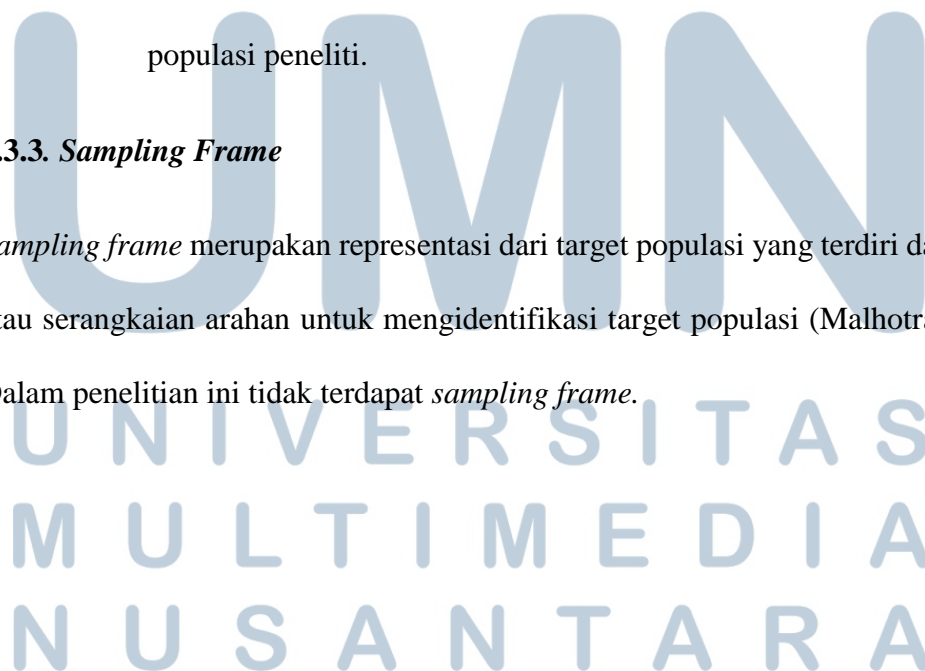 populasi peneliti.
.3.3. Sampling Frame
ampling frame merupakan representasi dari target populasi yang terdiri da
tau serangkaian arahan untuk mengidentifikasi target populasi (Malhotra
alam penelitian ini tidak terdapat sampling frame.
UMN
UNIVERSITAS
MULTIMEDIA
NUSANTARA